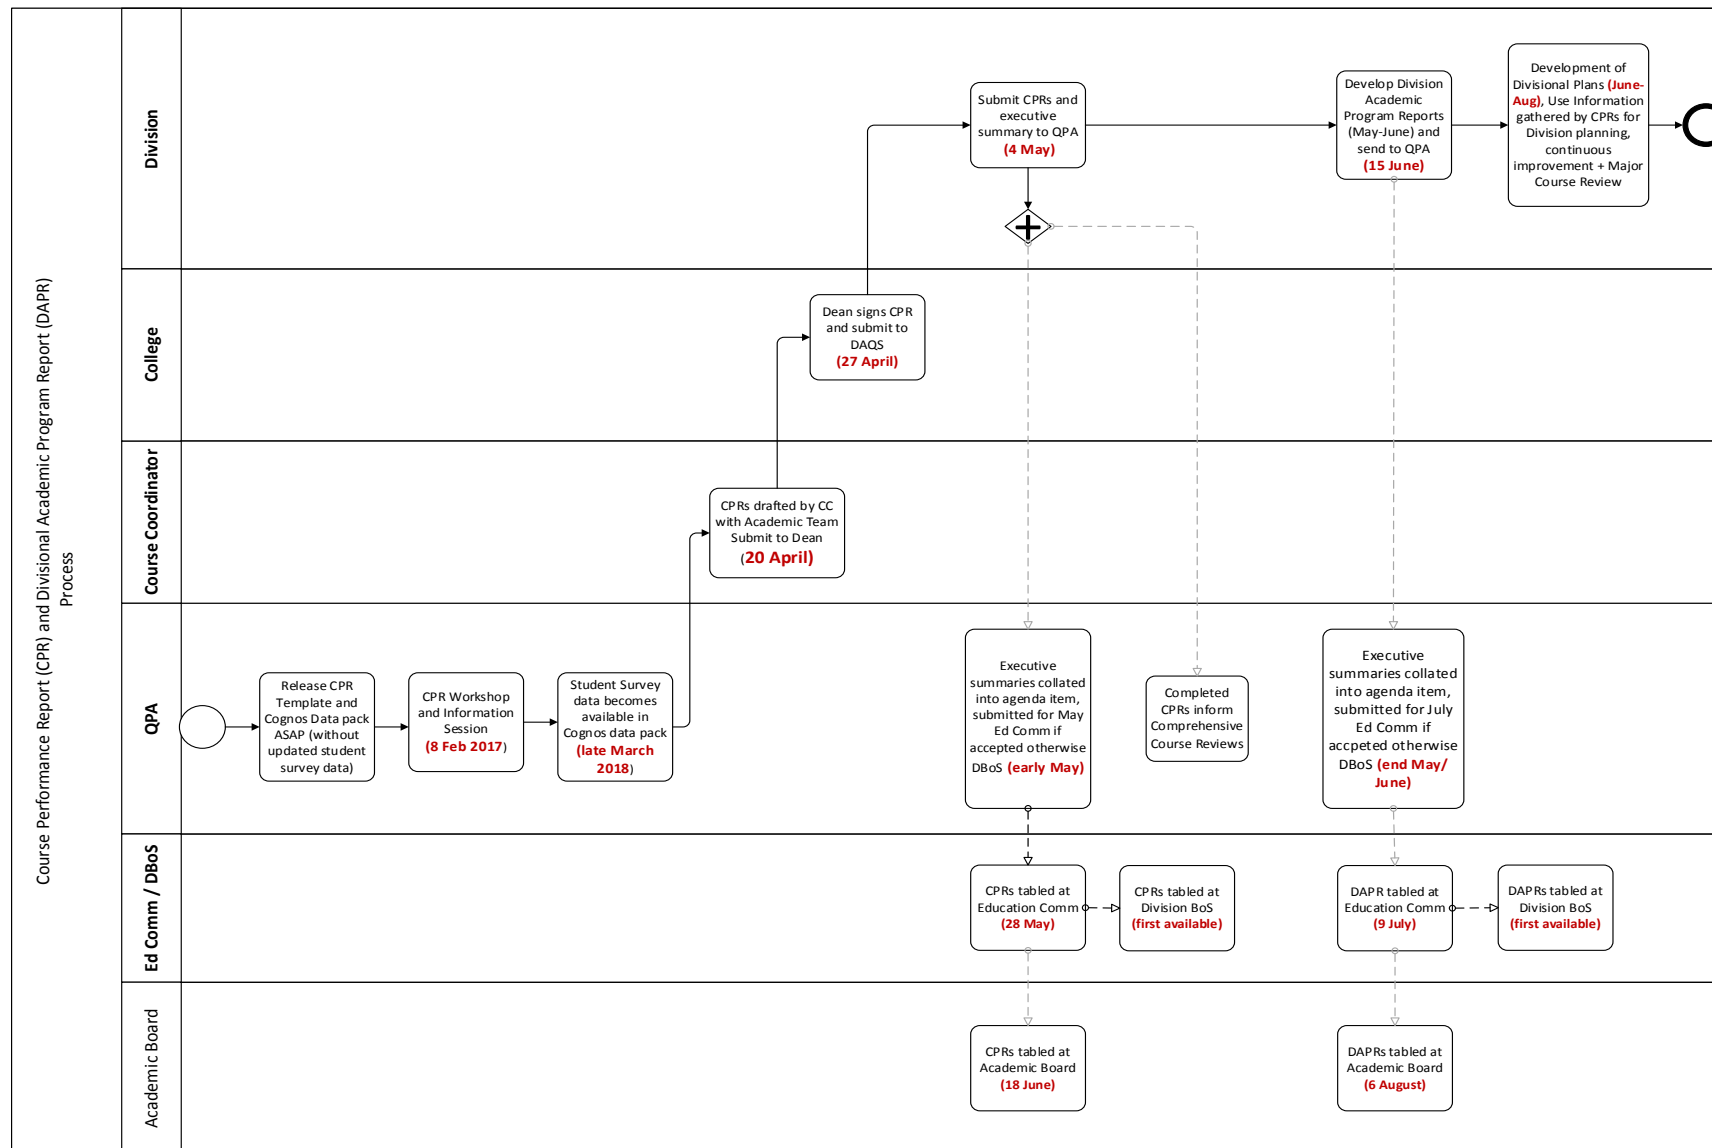 Course Performance Report (CPR) and Divisional Academic Program Report (DAPR)
Process
Division
Submit CPRs and
executive
summary to QPA
(4 May)
Develop Division
Academic
Program Reports
(May-June) and
send to QPA
(15 June)
Development of
Divisional Plans (June-
Aug), Use Information
gathered by CPRs for
Division planning,
continuous
improvement + Major
Course Review
College
Dean signs CPR
and submit to
DAQS
(27 April)
Course Coordinator
CPRs drafted by CC
with Academic Team
Submit to Dean
(20 April)
QPA
Release CPR
Template and
Cognos Data pack
ASAP (without
updated student
survey data)
CPR Workshop
and Information
Session
(8 Feb 2017)
Student Survey
data becomes
available in
Cognos data pack
(late March
2018)
Executive
summaries collated
into agenda item,
submitted for May
Ed Comm if
accepted otherwise
DBoS (early May)
Completed
CPRs inform
Comprehensive
Course Reviews
Executive
summaries collated
into agenda item,
submitted for July
Ed Comm if
accpeted otherwise
DBoS (end May/
June)
Ed Comm / DBoS
CPRs tabled at
Education Comm
(28 May)
CPRs tabled at
Division BoS
(first available)
DAPR tabled at
Education Comm
(9 July)
DAPRs tabled at
Division BoS
(first available)
Academic Board
CPRs tabled at
Academic Board
(18 June)
DAPRs tabled at
Academic Board
(6 August)